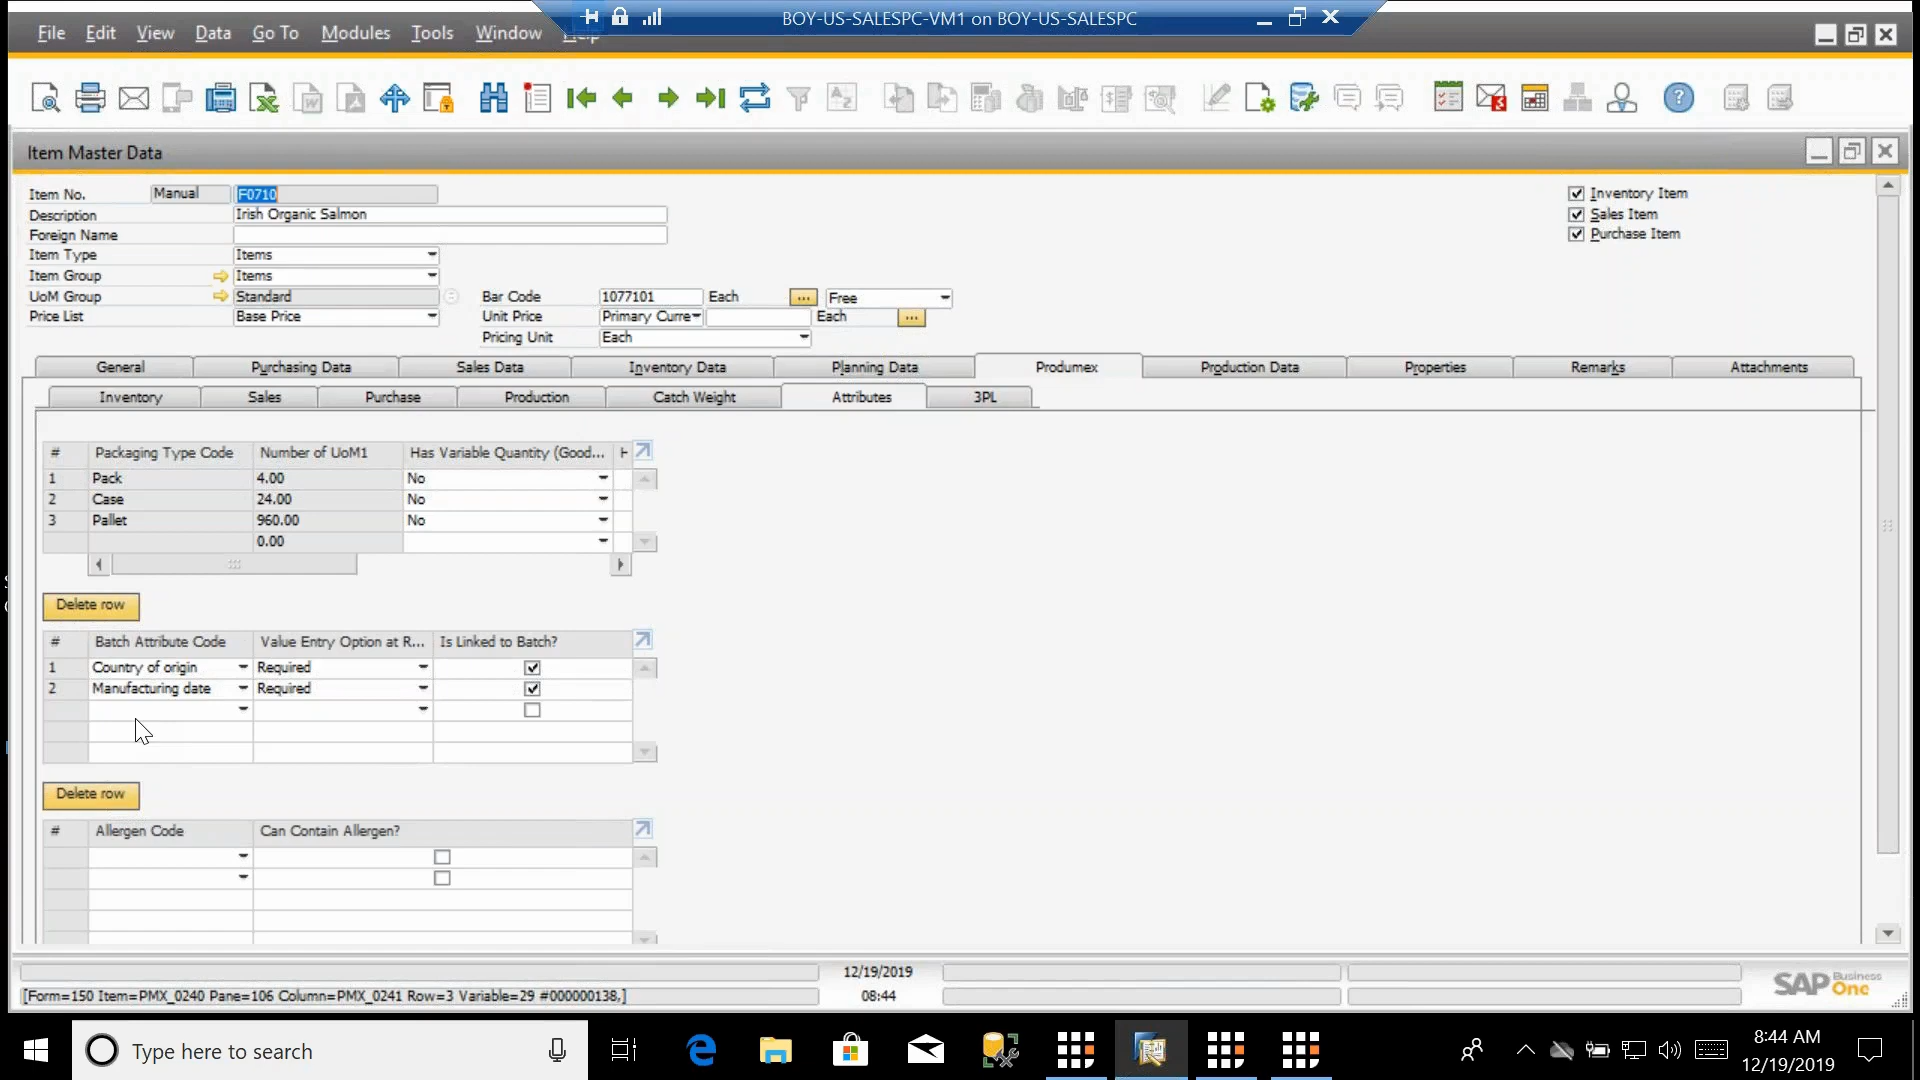 BOY-US-SALESPC-VM1 on BOY-US-SALESPC
File Edit View Data Go To Modules Tools Window Help
Item Master Data
Item No. Manual F0710
Inventory Item
Description Irish Organic Salmon
Sales Item
Foreign Name
Purchase Item
Item Type Items
Item Group Items
UoM Group Standard Bar Code 1077101 Each ... Free
Price List Base Price Unit Price Primary Curre Each ...
Pricing Unit Each
General Purchasing Data Sales Data Inventory Data Planning Data Produmex Production Data Properties Remarks Attachments
Inventory Sales Purchase Production Catch Weight Attributes 3PL
# Packaging Type Code Number of UoM1 Has Variable Quantity (Good... H
1 Pack 4.00 No
2 Case 24.00 No
3 Pallet 960.00 No
0.00
Delete row
# Batch Attribute Code Value Entry Option at R... Is Linked to Batch?
1 Country of origin Required
2 Manufacturing date Required
Delete row
# Allergen Code Can Contain Allergen?
12/19/2019
[Form=150 Item=PMX_0240 Pane=106 Column=PMX_0241 Row=3 Variable=29 #000000138,]
08:44
SAP Business One
Type here to search
8:44 AM
12/19/2019